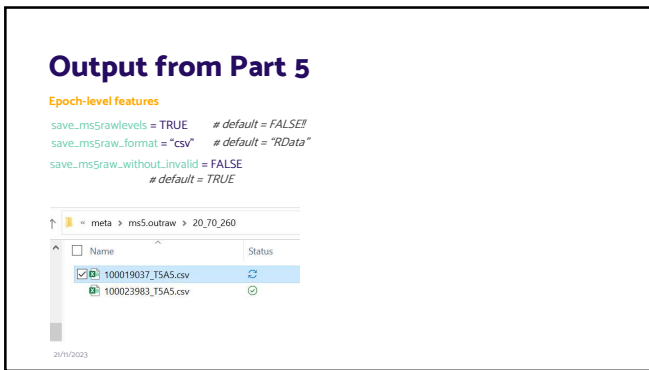 Output from Part 5
Epoch-level features
save_ms5rawlevels = TRUE # default = FALSE!!
save_ms5raw_format = “csv” # default = “RData”
save_ms5raw_without_invalid = FALSE
# default = TRUE
↑ « meta > ms5.outraw > 20_70_260
Name Status
100019037_T5A5.csv
100023983_T5A5.csv
21/11/2023